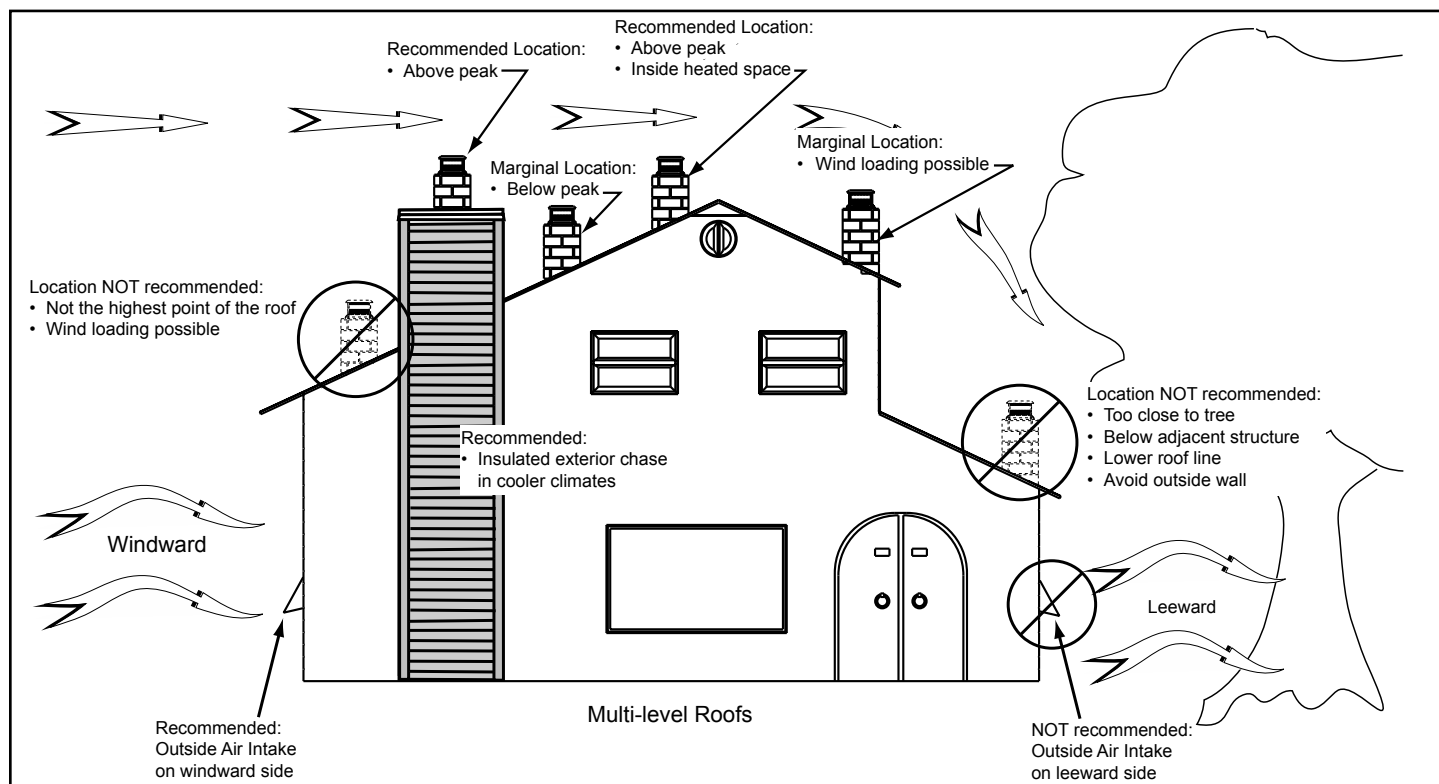 Recommended Location:
• Above peak
Recommended Location:
• Above peak
• Inside heated space
Marginal Location:
• Below peak
Marginal Location:
• Wind loading possible
Location NOT recommended:
• Not the highest point of the roof
• Wind loading possible
Recommended:
• Insulated exterior chase
in cooler climates
Location NOT recommended:
• Too close to tree
• Below adjacent structure
• Lower roof line
• Avoid outside wall
Windward
Leeward
Recommended:
Outside Air Intake
on windward side
Multi-level Roofs
NOT recommended:
Outside Air Intake
on leeward side